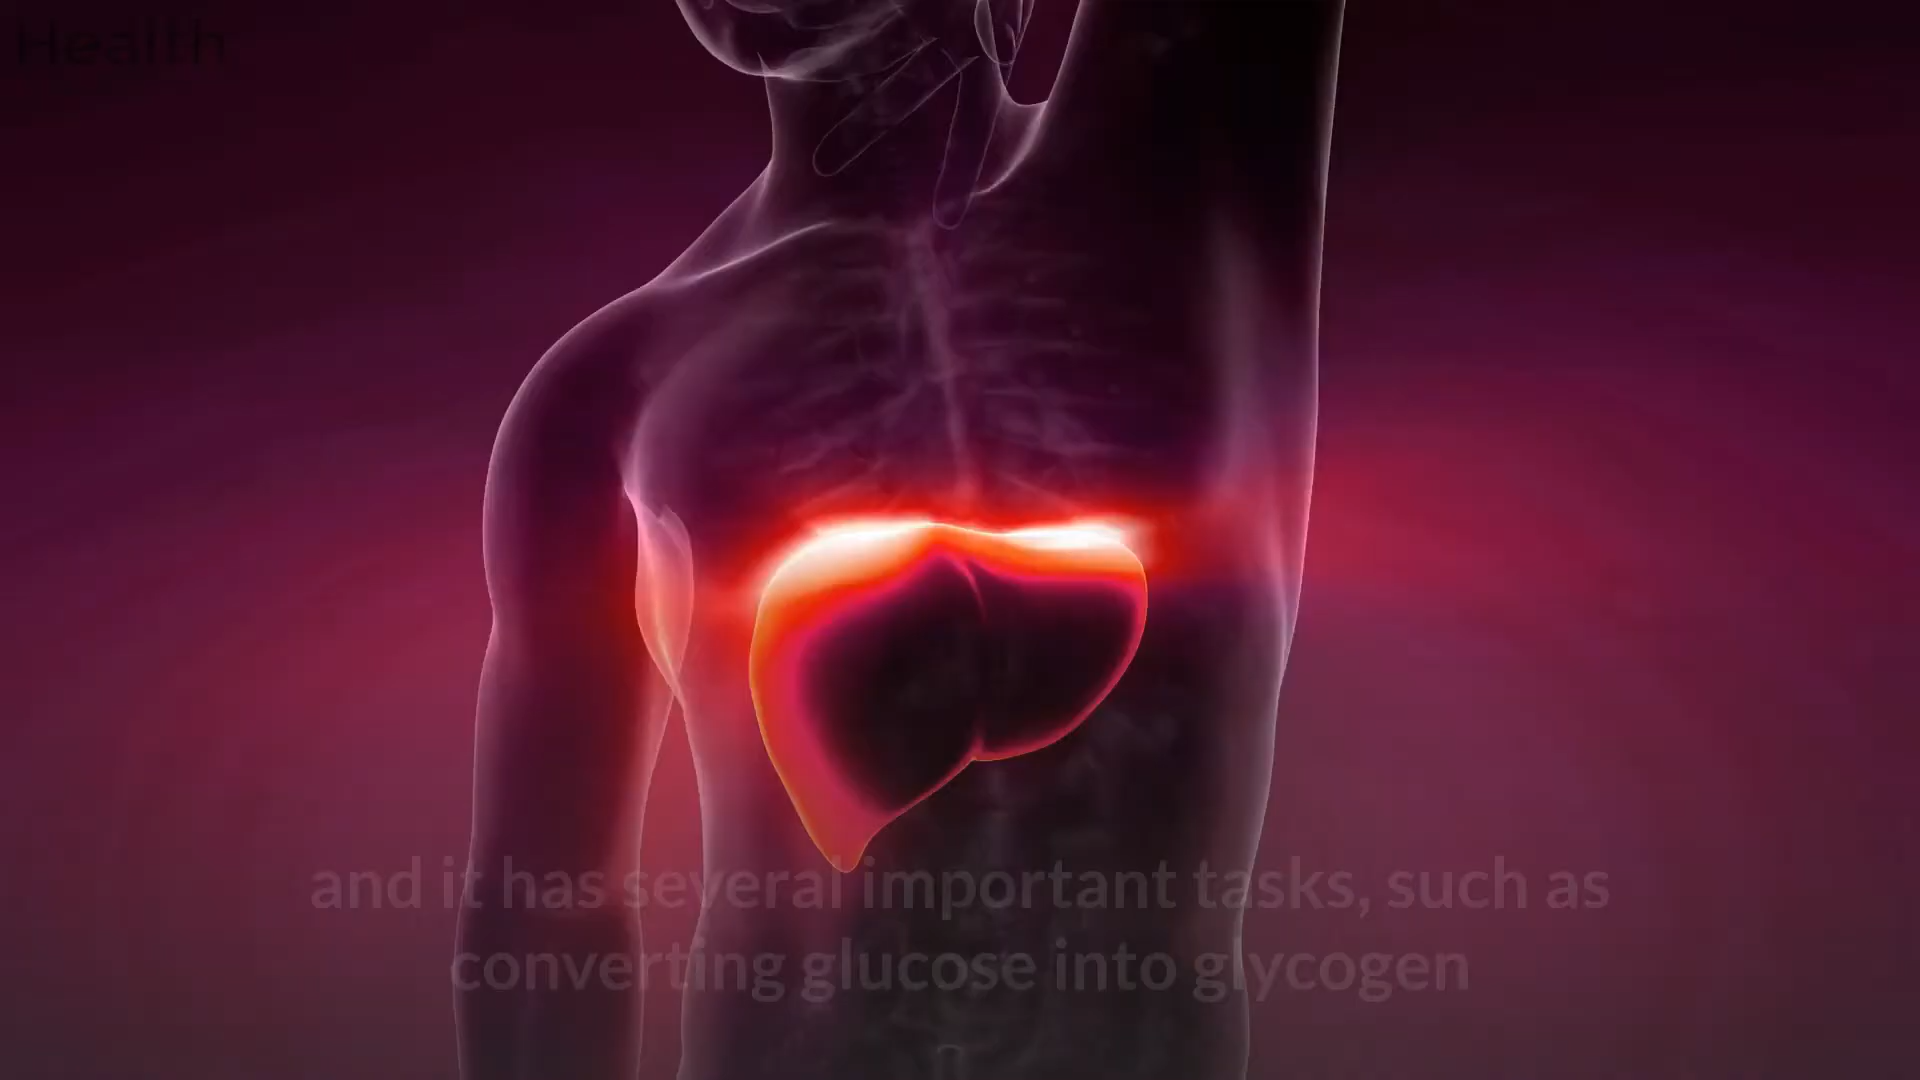 Health
and it has several important tasks, such as
converting glucose into glycogen